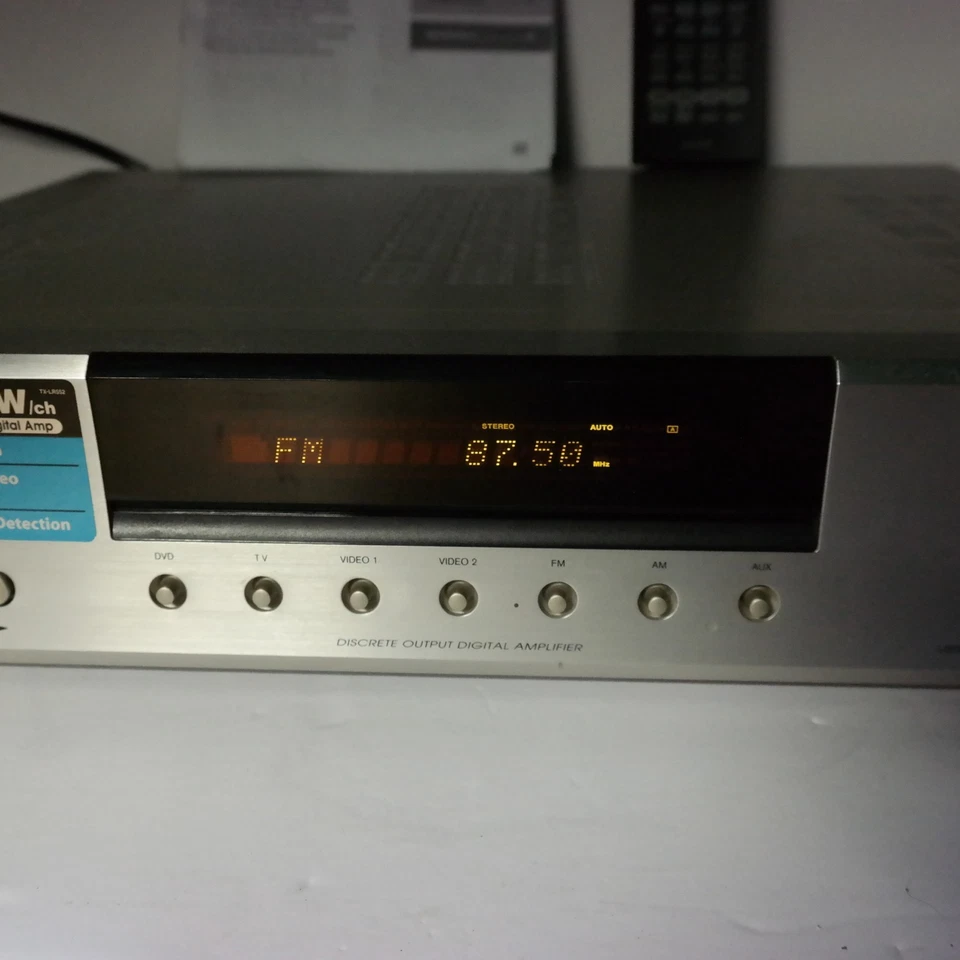 W/ch
TX-LR552
gital Amp
eo
Detection
STEREO AUTO A
FM 87.50 MHz
DVD TV VIDEO 1 VIDEO 2 FM AM AUX
DISCRETE OUTPUT DIGITAL AMPLIFIER